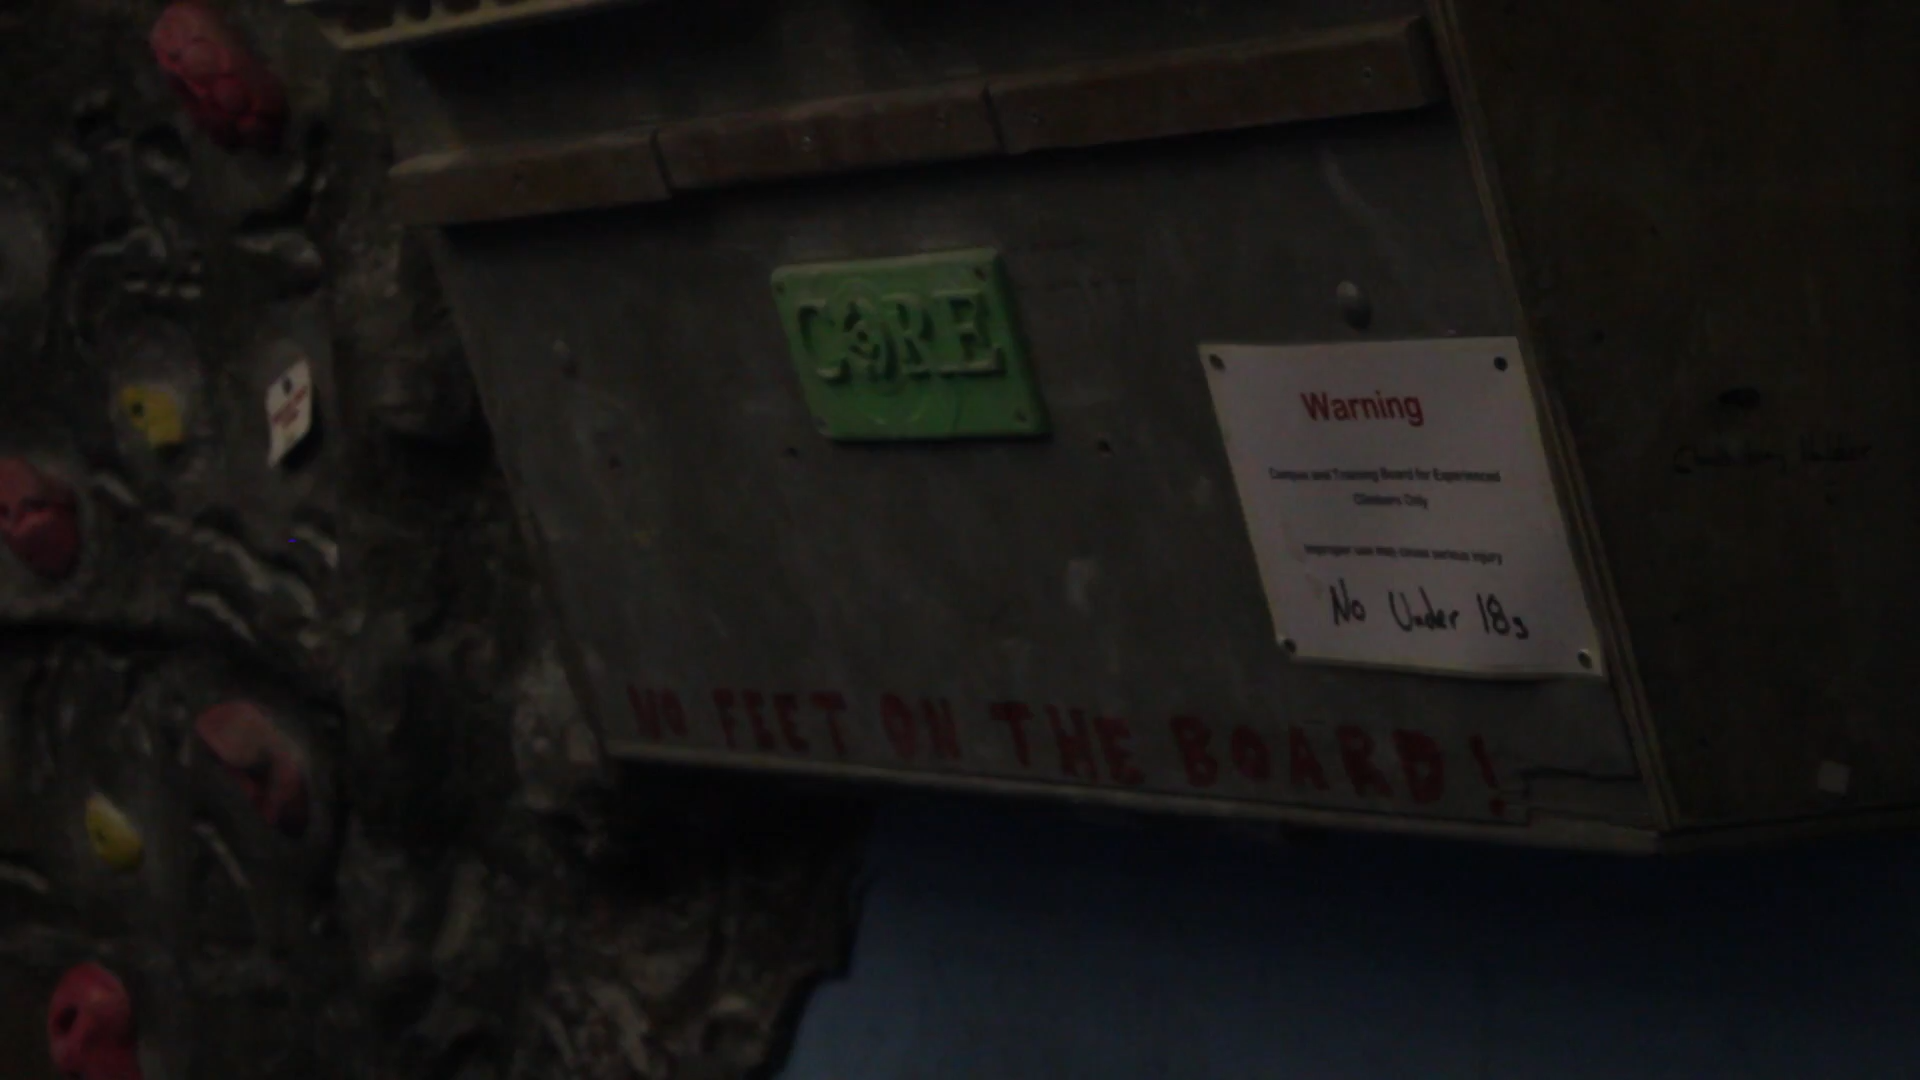 CORE
Warning
Campus and Training Board for Experienced
Climbers Only
Improper use may cause serious injury
No Under 18s
NO FEET ON THE BOARD!